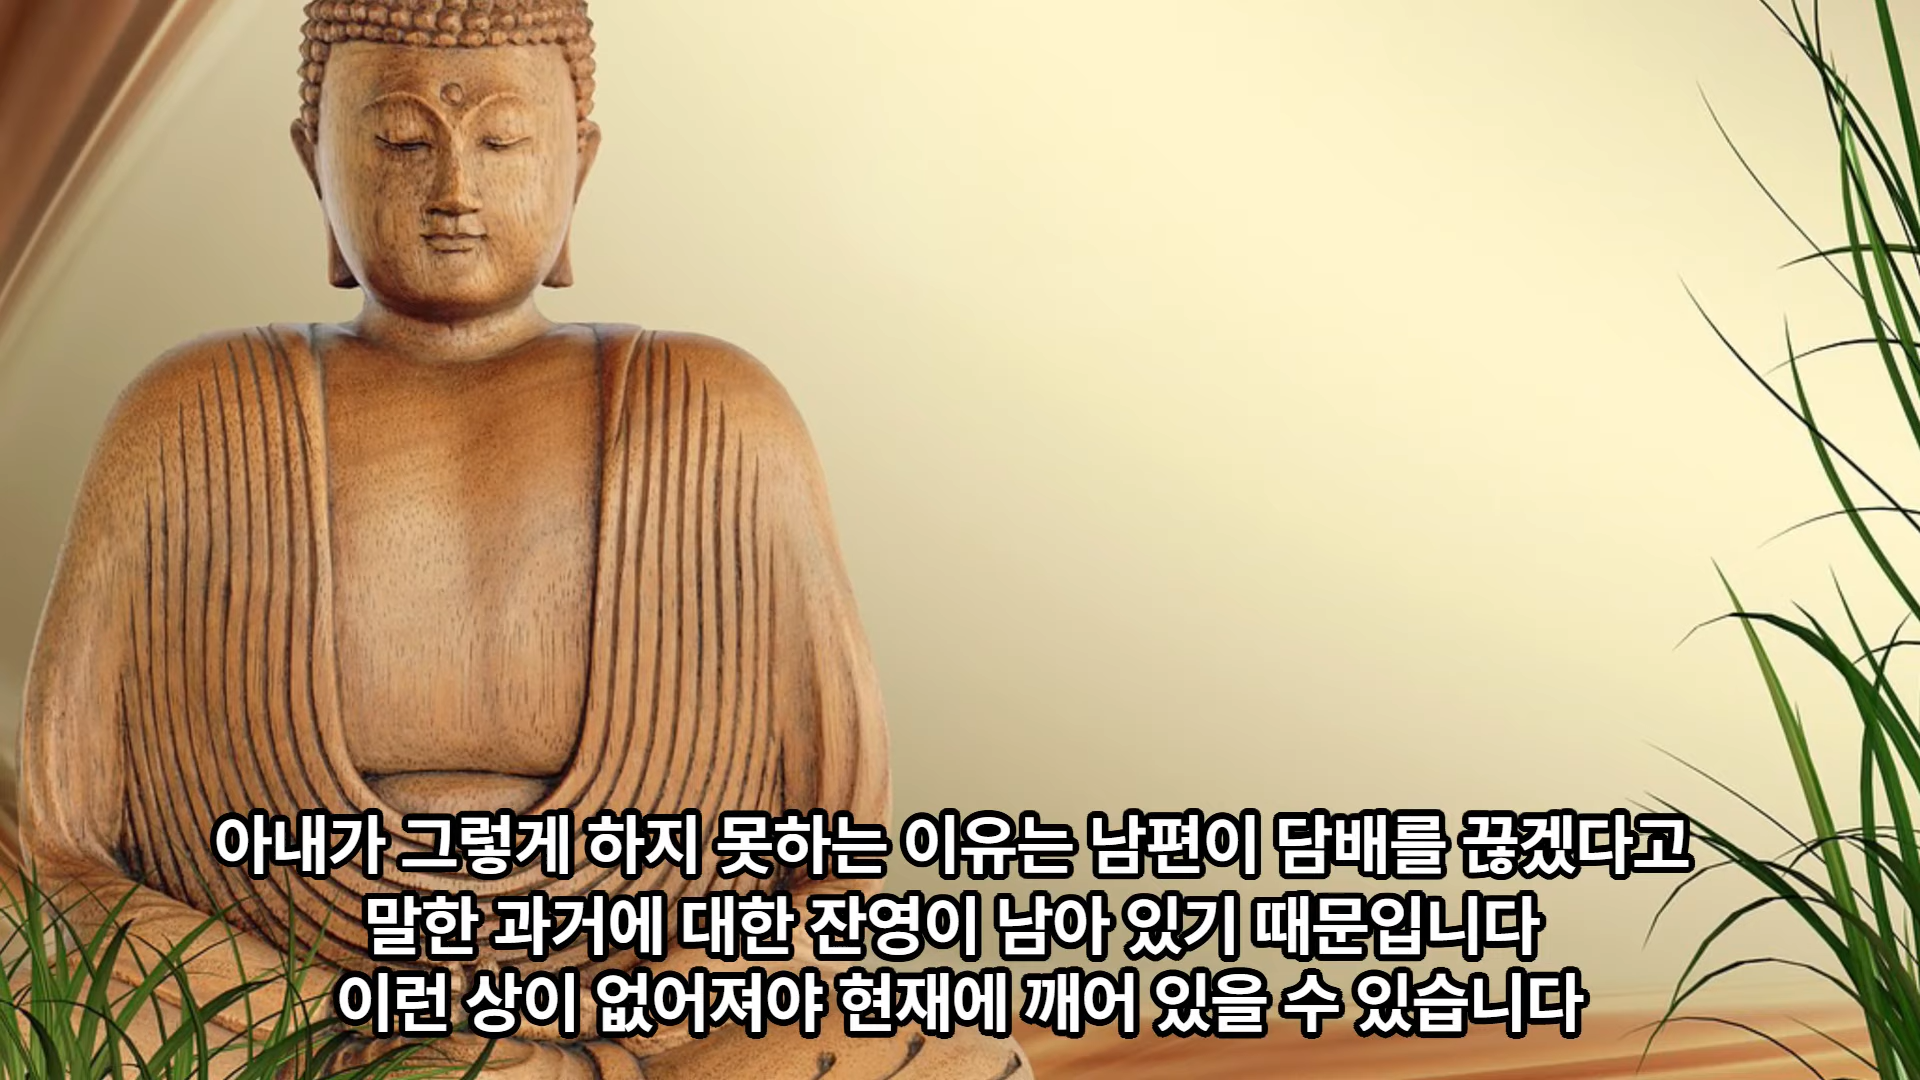 아내가 그렇게 하지 못하는 이유는 남편이 담배를 끊겠다고
말한 과거에 대한 잔영이 남아 있기 때문입니다
이런 상이 없어져야 현재에 깨어 있을 수 있습니다